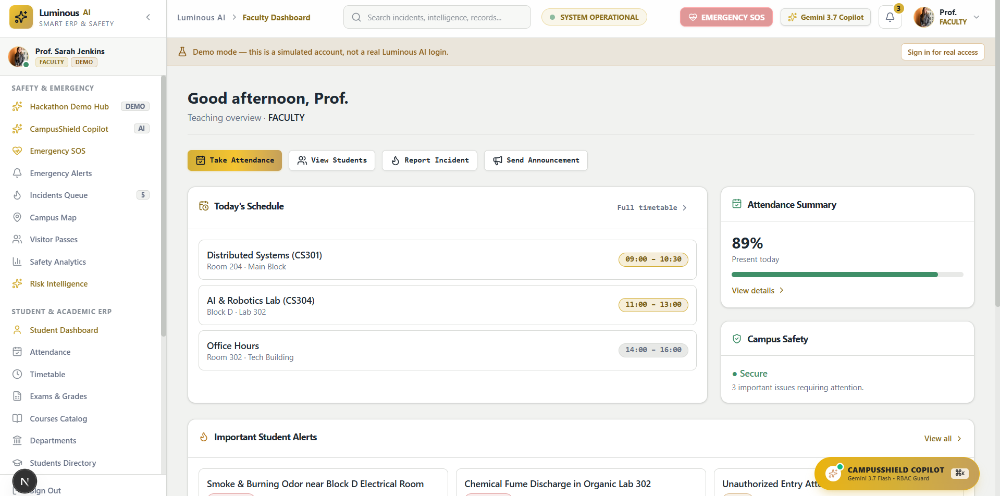 Luminous AI
SMART ERP & SAFETY
Luminous AI > Faculty Dashboard
Search incidents, intelligence, records...
SYSTEM OPERATIONAL
EMERGENCY SOS
Gemini 3.7 Copilot
3
Prof.
FACULTY
Prof. Sarah Jenkins
FACULTY DEMO
Demo mode — this is a simulated account, not a real Luminous AI login.
Sign in for real access
SAFETY & EMERGENCY
Hackathon Demo Hub DEMO
CampusShield Copilot AI
Emergency SOS
Emergency Alerts
Incidents Queue 5
Campus Map
Visitor Passes
Safety Analytics
Risk Intelligence
STUDENT & ACADEMIC ERP
Student Dashboard
Attendance
Timetable
Exams & Grades
Courses Catalog
Departments
Students Directory
N
Sign Out
Good afternoon, Prof.
Teaching overview · FACULTY
Take Attendance
View Students
Report Incident
Send Announcement
Today's Schedule
Full timetable >
Distributed Systems (CS301)
Room 204 · Main Block
09:00 – 10:30
AI & Robotics Lab (CS304)
Block D · Lab 302
11:00 – 13:00
Office Hours
Room 302 · Tech Building
14:00 – 16:00
Attendance Summary
89%
Present today
View details >
Campus Safety
● Secure
3 important issues requiring attention.
Important Student Alerts
View all >
Smoke & Burning Odor near Block D Electrical Room
Chemical Fume Discharge in Organic Lab 302
Unauthorized Entry
CAMPUSSHIELD COPILOT
Gemini 3.7 Flash • RBAC Guard
⌘K